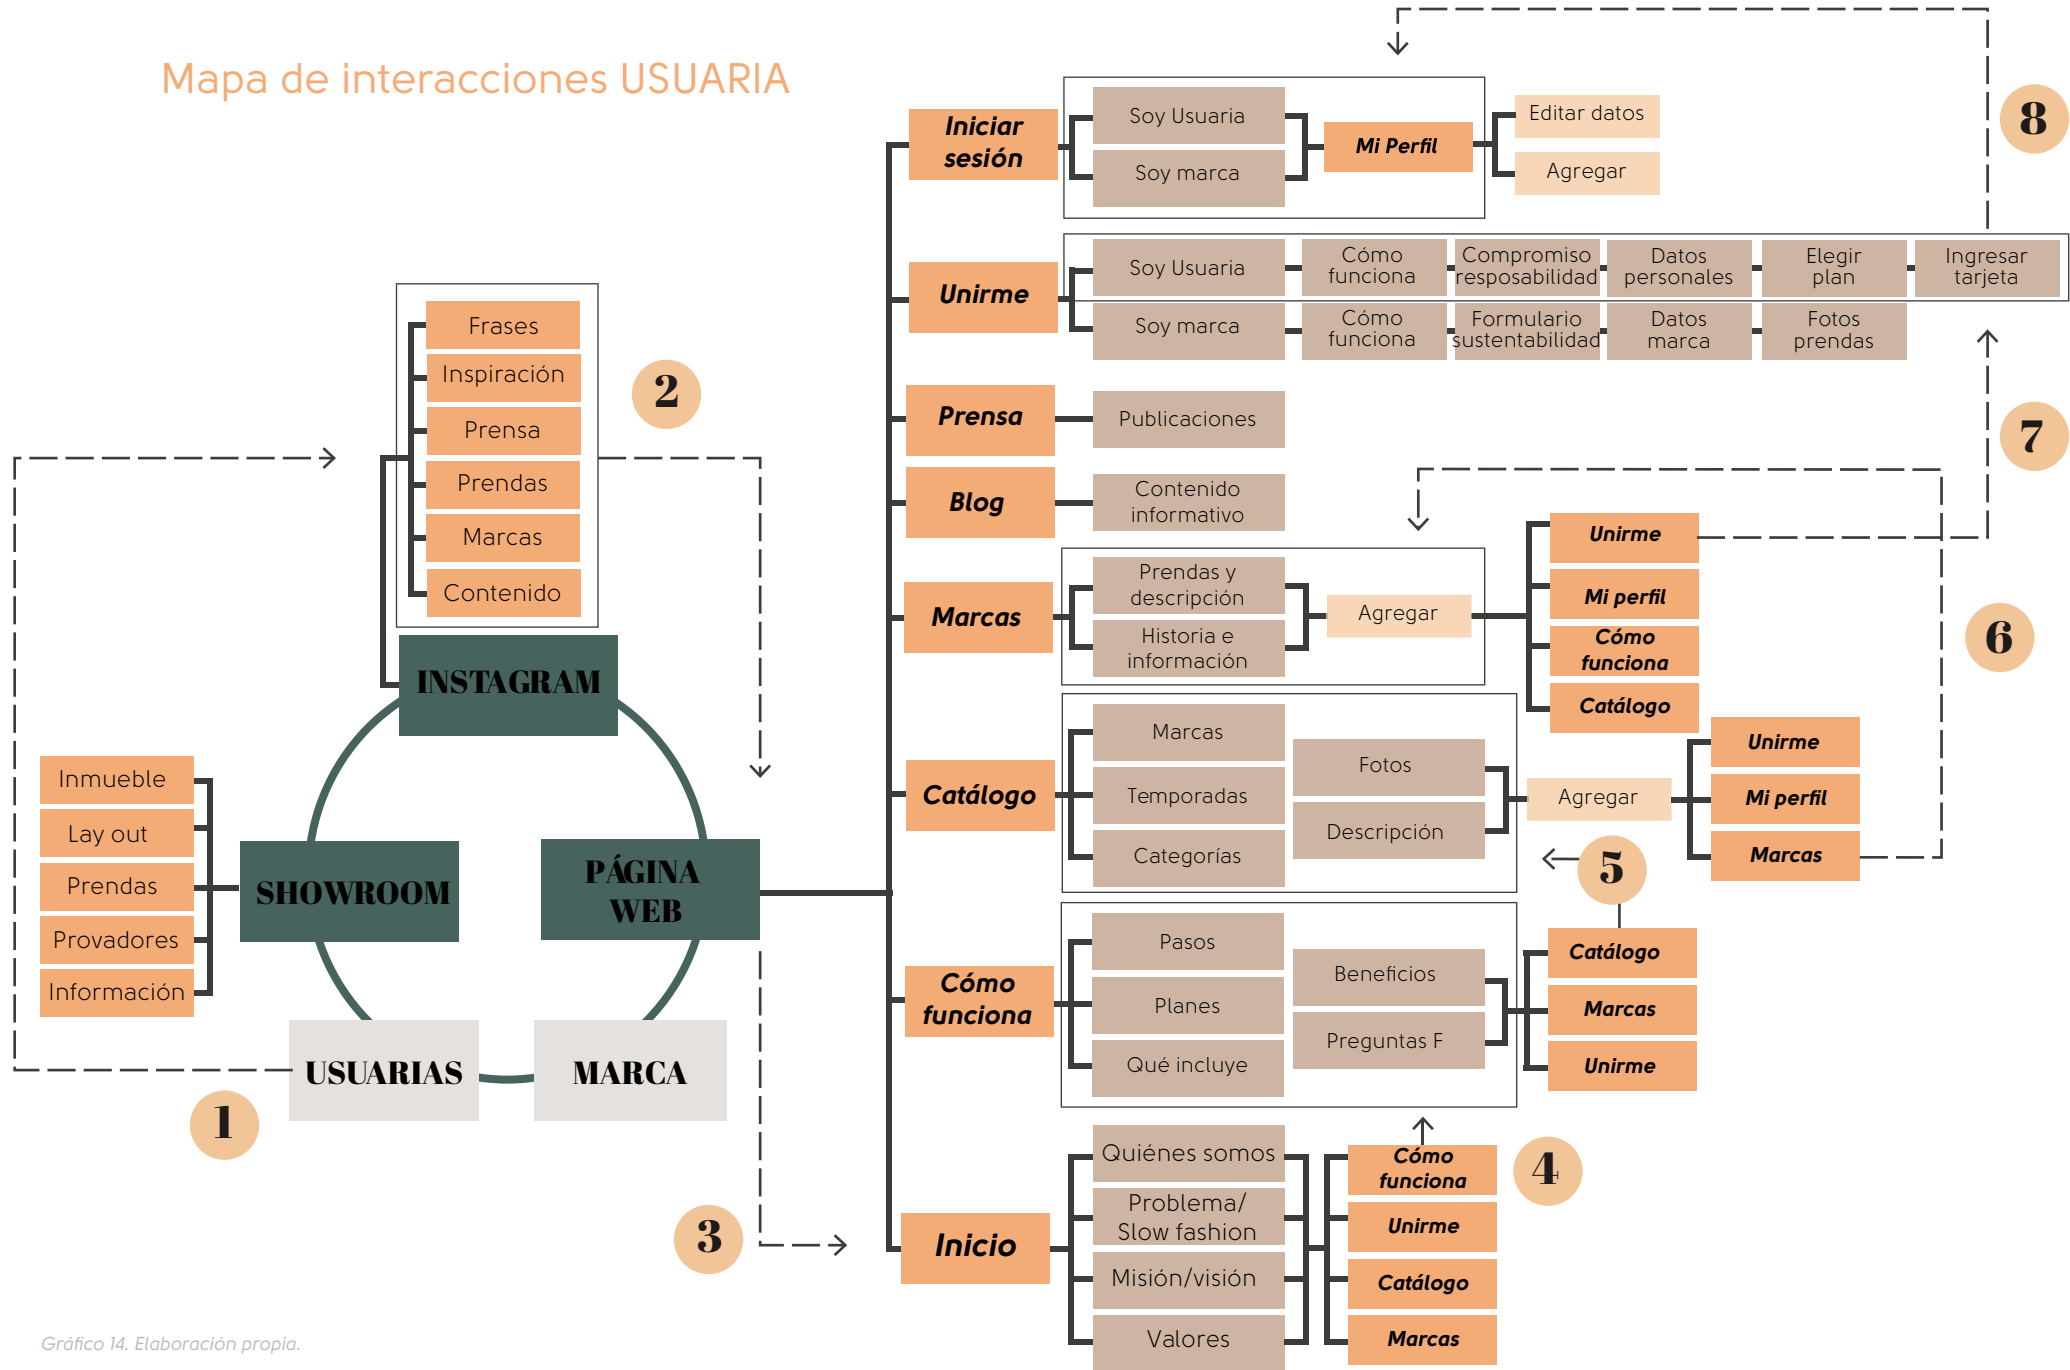 Mapa de interacciones USUARIA
Frases
Inspiración
Prensa
Prendas
Marcas
Contenido
2
INSTAGRAM
Inmueble
Lay out
Prendas
Provadores
Información
SHOWROOM
PÁGINA
WEB
USUARIAS
MARCA
1
3
Iniciar
sesión
Soy Usuaria
Soy marca
Mi Perfil
Editar datos
Agregar
8
Unirme
Soy Usuaria
Cómo
funciona
Compromiso
resposabilidad
Datos
personales
Elegir
plan
Ingresar
tarjeta
Soy marca
Cómo
funciona
Formulario
sustentabilidad
Datos
marca
Fotos
prendas
7
Prensa
Publicaciones
Blog
Contenido
informativo
Marcas
Prendas y
descripción
Historia e
información
Agregar
Unirme
Mi perfil
Cómo
funciona
Catálogo
6
Catálogo
Marcas
Temporadas
Categorías
Fotos
Descripción
Agregar
Unirme
Mi perfil
Marcas
5
Cómo
funciona
Pasos
Planes
Qué incluye
Beneficios
Preguntas F
Catálogo
Marcas
Unirme
Inicio
Quiénes somos
Problema/
Slow fashion
Misión/visión
Valores
Cómo
funciona
Unirme
Catálogo
Marcas
4
Gráfico 14. Elaboración propia.